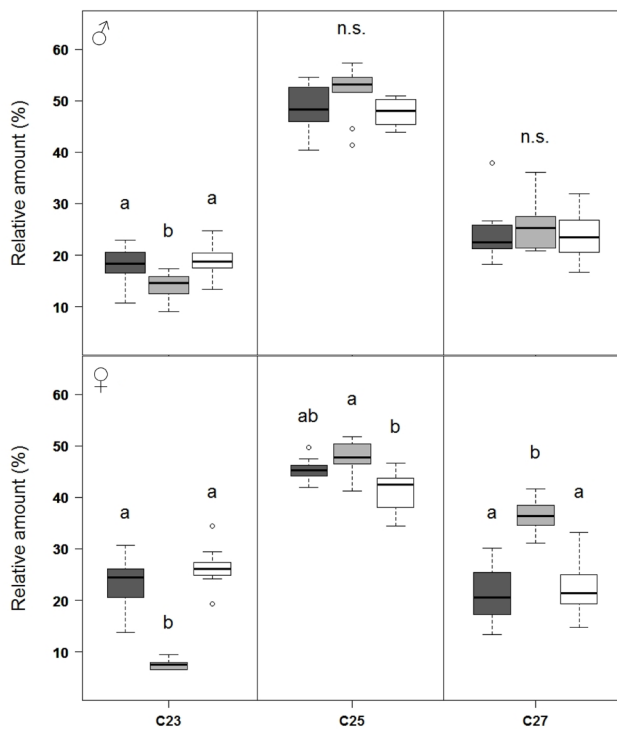 ♂
n.s.
60
50
40
30
20
10
Relative amount (%)
a
b
a
n.s.
♀
60
50
40
30
20
10
Relative amount (%)
a
b
a
ab
a
b
a
b
a
C23
C25
C27